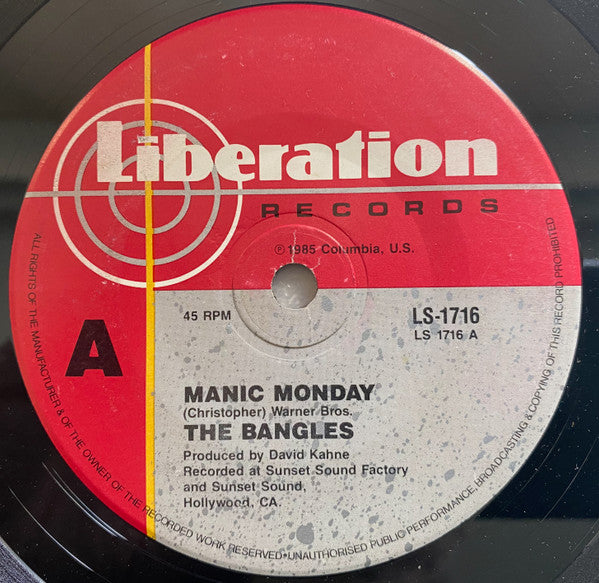 Liberation
RECORDS
℗ 1985 Columbia, U.S.
45 RPM
LS-1716
LS 1716 A
A
MANIC MONDAY
(Christopher) Warner Bros.
THE BANGLES
Produced by David Kahne
Recorded at Sunset Sound Factory
and Sunset Sound,
Hollywood, CA.
ALL RIGHTS OF THE MANUFACTURER & OF THE OWNER OF THE RECORDED WORK RESERVED•UNAUTHORISED PUBLIC PERFORMANCE BROADCASTING & COPYING OF THIS RECORD PROHIBITED